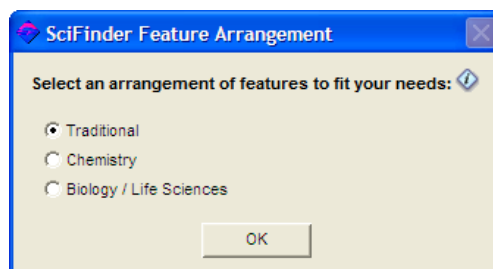 SciFinder Feature Arrangement
Select an arrangement of features to fit your needs:
Traditional
Chemistry
Biology / Life Sciences
OK